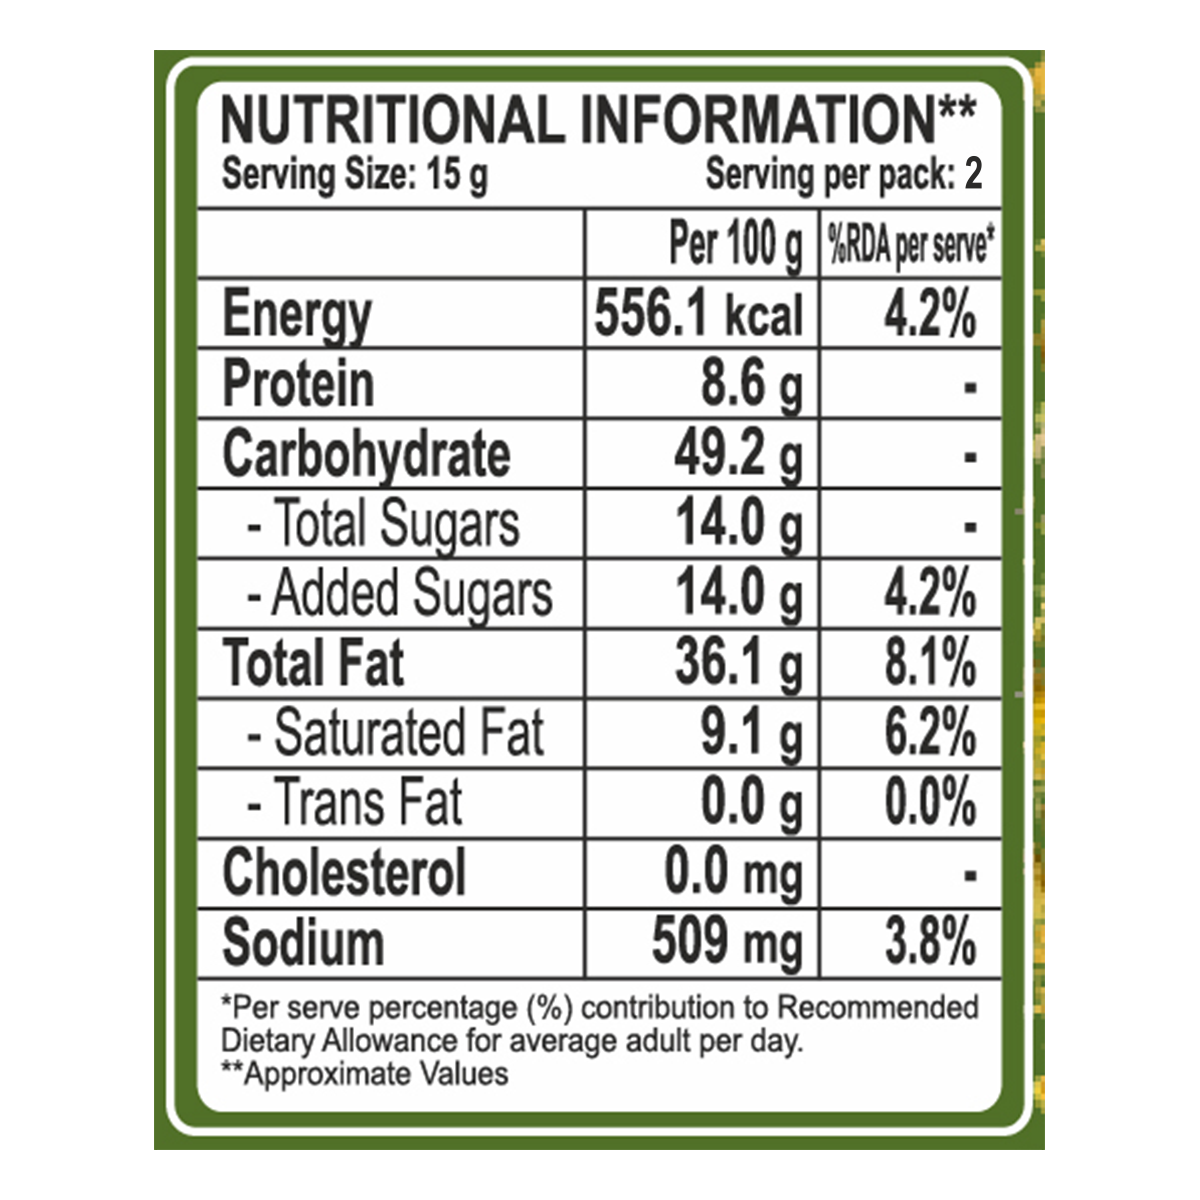 NUTRITIONAL INFORMATION**
Serving Size: 15 g Serving per pack: 2
Per 100 g %RDA per serve*
Energy 556.1 kcal 4.2%
Protein 8.6 g -
Carbohydrate 49.2 g -
- Total Sugars 14.0 g -
- Added Sugars 14.0 g 4.2%
Total Fat 36.1 g 8.1%
- Saturated Fat 9.1 g 6.2%
- Trans Fat 0.0 g 0.0%
Cholesterol 0.0 mg -
Sodium 509 mg 3.8%
*Per serve percentage (%) contribution to Recommended
Dietary Allowance for average adult per day.
**Approximate Values